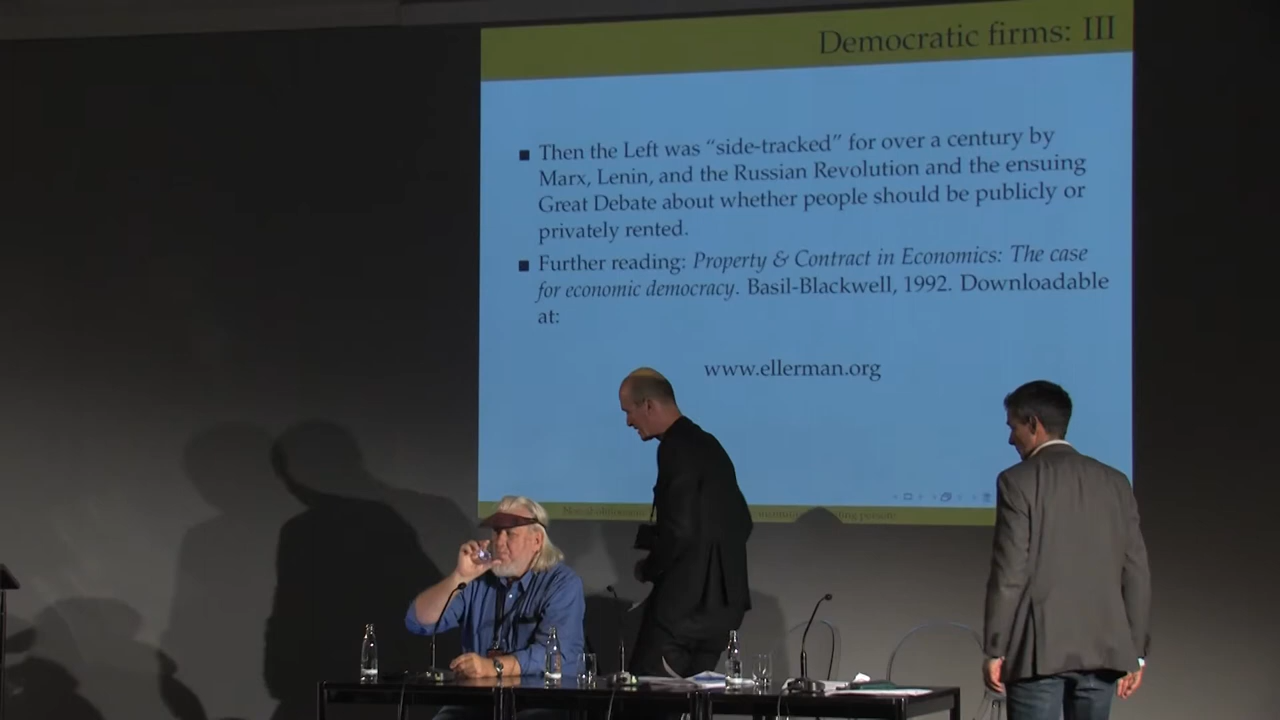 Democratic firms: III
Then the Left was “side-tracked” for over a century by
Marx, Lenin, and the Russian Revolution and the ensuing
Great Debate about whether people should be publicly or
privately rented.
Further reading: Property & Contract in Economics: The case
for economic democracy. Basil-Blackwell, 1992. Downloadable
at:
www.ellerman.org